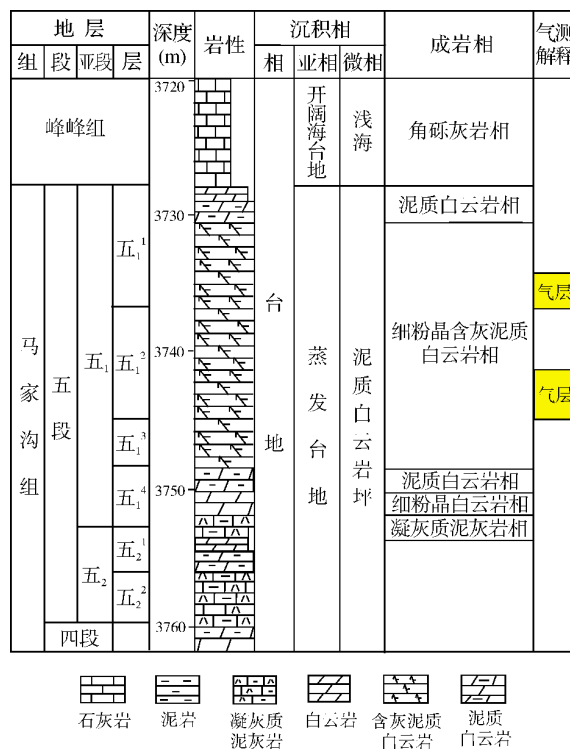 地 层
深度
(m)
岩性
沉积相
成岩相
气测
解释
组
段
亚段
层
相
亚相
微相
3720
峰峰组
开阔海台地
浅海
角砾灰岩相
3730
泥质白云岩相
马家沟组
五段
五₁
五₁¹
台地
蒸发台地
泥质白云岩坪
细粉晶含灰泥质
白云岩相
气层
3740
五₁²
气层
五₁³
3750
五₁⁴
泥质白云岩相
细粉晶白云岩相
凝灰质泥灰岩相
五₂
五₂¹
五₂²
3760
四段
石灰岩
泥岩
凝灰质
泥灰岩
白云岩
含灰泥质
白云岩
泥质
白云岩